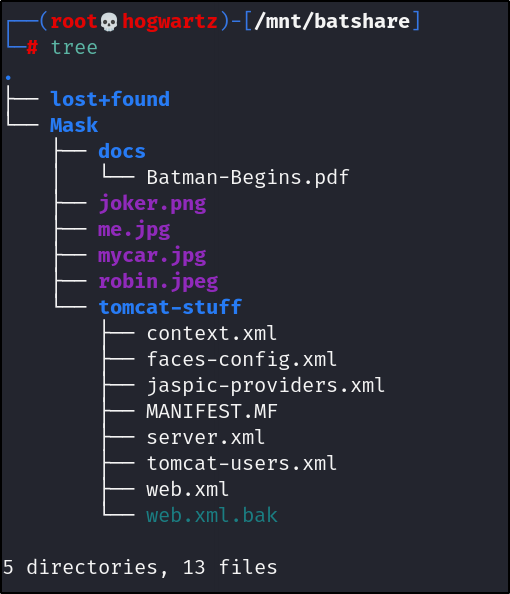 ┌──(root💀hogwartz)-[/mnt/batshare]
└─# tree
.
├── lost+found
└── Mask
    ├── docs
    │   └── Batman-Begins.pdf
    ├── joker.png
    ├── me.jpg
    ├── mycar.jpg
    ├── robin.jpeg
    └── tomcat-stuff
        ├── context.xml
        ├── faces-config.xml
        ├── jaspic-providers.xml
        ├── MANIFEST.MF
        ├── server.xml
        ├── tomcat-users.xml
        ├── web.xml
        └── web.xml.bak
5 directories, 13 files